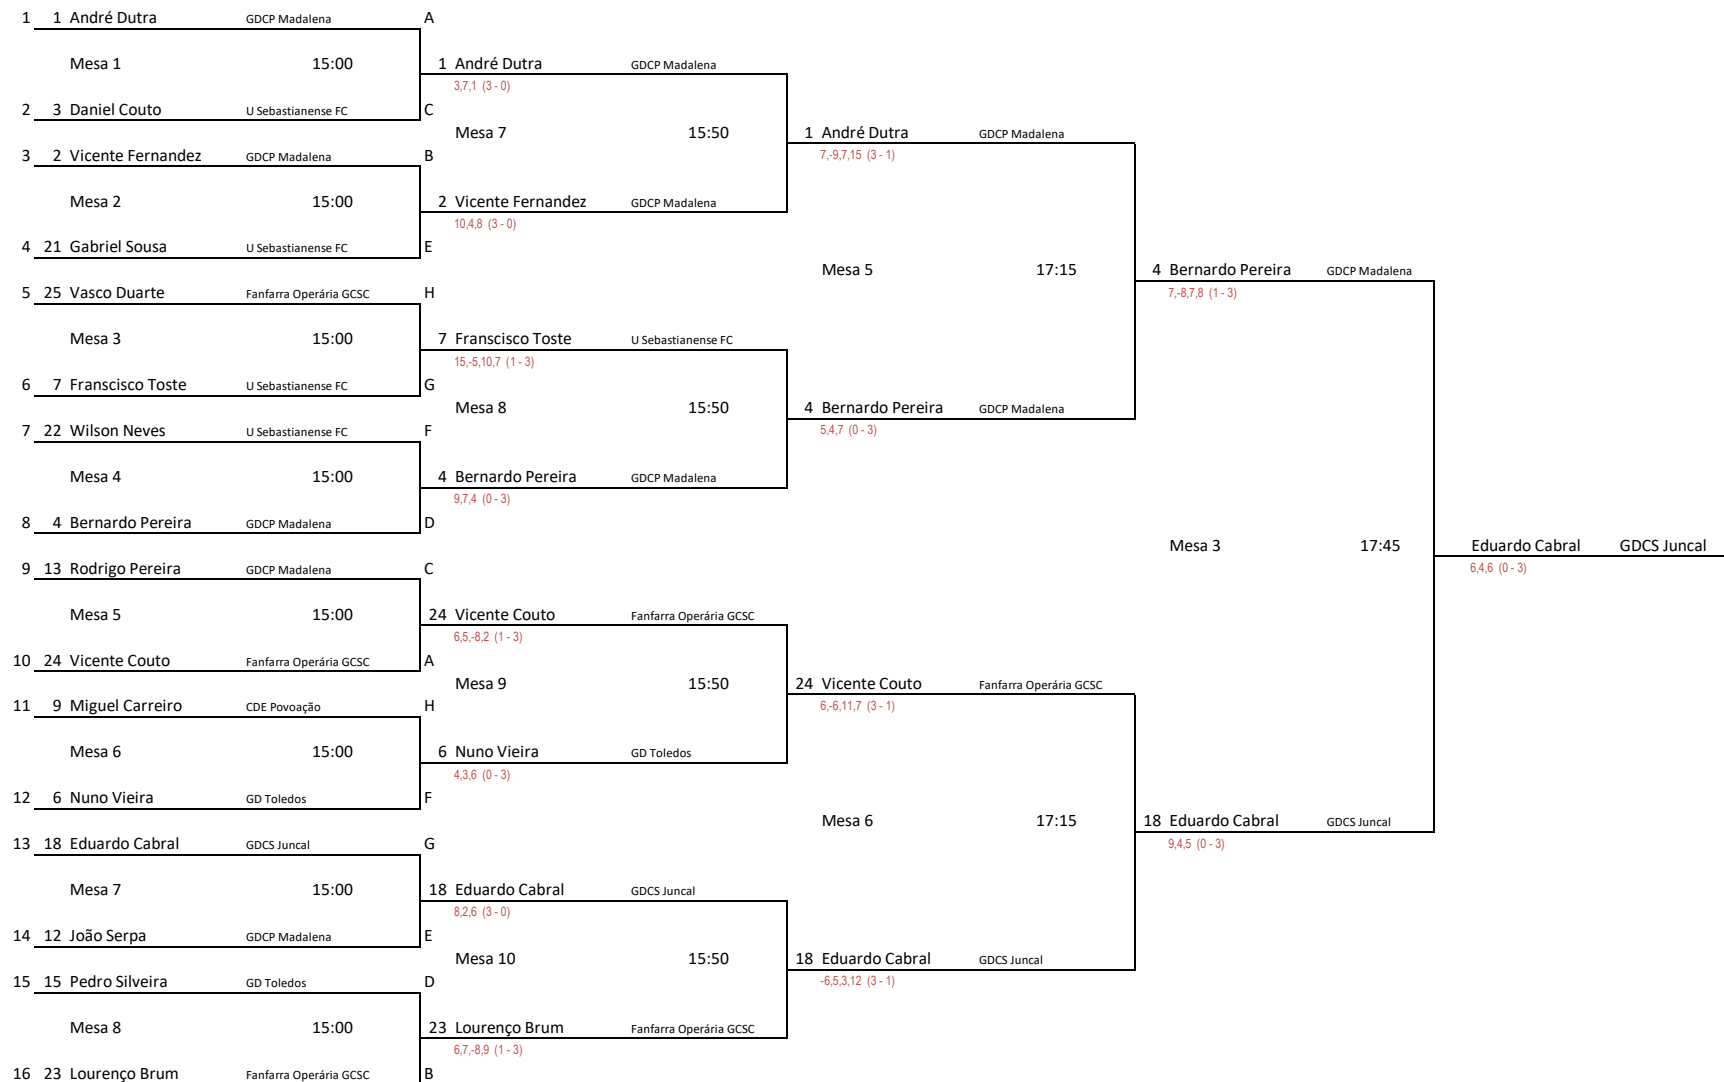 1 1 André Dutra GDCP Madalena A
Mesa 1 15:00 1 André Dutra GDCP Madalena
3,7,1 (3 - 0)
2 3 Daniel Couto U Sebastianense FC C
Mesa 7 15:50 1 André Dutra GDCP Madalena
3 2 Vicente Fernandez GDCP Madalena B 7,-9,7,15 (3 - 1)
Mesa 2 15:00 2 Vicente Fernandez GDCP Madalena
10,4,8 (3 - 0)
4 21 Gabriel Sousa U Sebastianense FC E
Mesa 5 17:15 4 Bernardo Pereira GDCP Madalena
5 25 Vasco Duarte Fanfarra Operária GCSC H 7,-8,7,8 (1 - 3)
Mesa 3 15:00 7 Franscisco Toste U Sebastianense FC
15,-5,10,7 (1 - 3)
6 7 Franscisco Toste U Sebastianense FC G
Mesa 8 15:50 4 Bernardo Pereira GDCP Madalena
7 22 Wilson Neves U Sebastianense FC F 5,4,7 (0 - 3)
Mesa 4 15:00 4 Bernardo Pereira GDCP Madalena
9,7,4 (0 - 3)
8 4 Bernardo Pereira GDCP Madalena D
Mesa 3 17:45 Eduardo Cabral GDCS Juncal
9 13 Rodrigo Pereira GDCP Madalena C 6,4,6 (0 - 3)
Mesa 5 15:00 24 Vicente Couto Fanfarra Operária GCSC
6,5,-8,2 (1 - 3)
10 24 Vicente Couto Fanfarra Operária GCSC A
Mesa 9 15:50 24 Vicente Couto Fanfarra Operária GCSC
11 9 Miguel Carreiro CDE Povoação H 6,-6,11,7 (3 - 1)
Mesa 6 15:00 6 Nuno Vieira GD Toledos
4,3,6 (0 - 3)
12 6 Nuno Vieira GD Toledos F
Mesa 6 17:15 18 Eduardo Cabral GDCS Juncal
13 18 Eduardo Cabral GDCS Juncal G 9,4,5 (0 - 3)
Mesa 7 15:00 18 Eduardo Cabral GDCS Juncal
8,2,6 (3 - 0)
14 12 João Serpa GDCP Madalena E
Mesa 10 15:50 18 Eduardo Cabral GDCS Juncal
15 15 Pedro Silveira GD Toledos D -6,5,3,12 (3 - 1)
Mesa 8 15:00 23 Lourenço Brum Fanfarra Operária GCSC
6,7,-8,9 (1 - 3)
16 23 Lourenço Brum Fanfarra Operária GCSC B